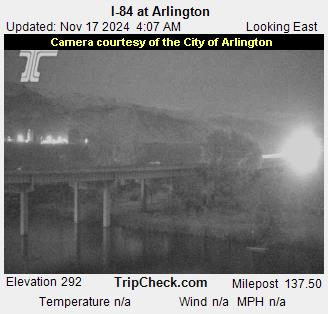 I-84 at Arlington
Updated: Nov 17 2024 4:07 AM Looking East
Camera courtesy of the City of Arlington
Elevation 292 TripCheck.com Milepost 137.50
Temperature n/a Wind n/a MPH n/a